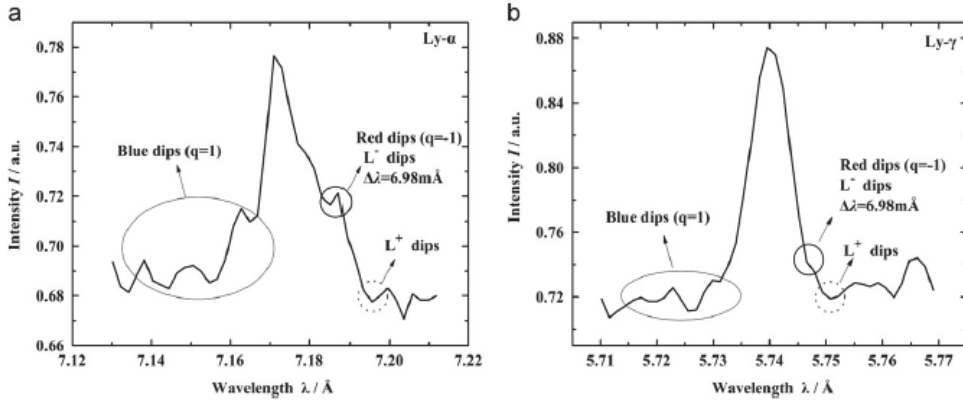 a
Ly-α
0.78
0.76
0.74
0.72
0.70
0.68
0.66
Intensity I / a.u.
Blue dips (q=1)
Red dips (q=-1)
L⁻ dips
Δλ=6.98mÅ
L⁺ dips
7.12 7.14 7.16 7.18 7.20 7.22
Wavelength λ / Å
b
Ly-γ
0.88
0.84
0.80
0.76
0.72
Intensity I / a.u.
Blue dips (q=1)
Red dips (q=-1)
L⁻ dips
Δλ=6.98mÅ
L⁺ dips
5.71 5.72 5.73 5.74 5.75 5.76 5.77
Wavelength λ / Å